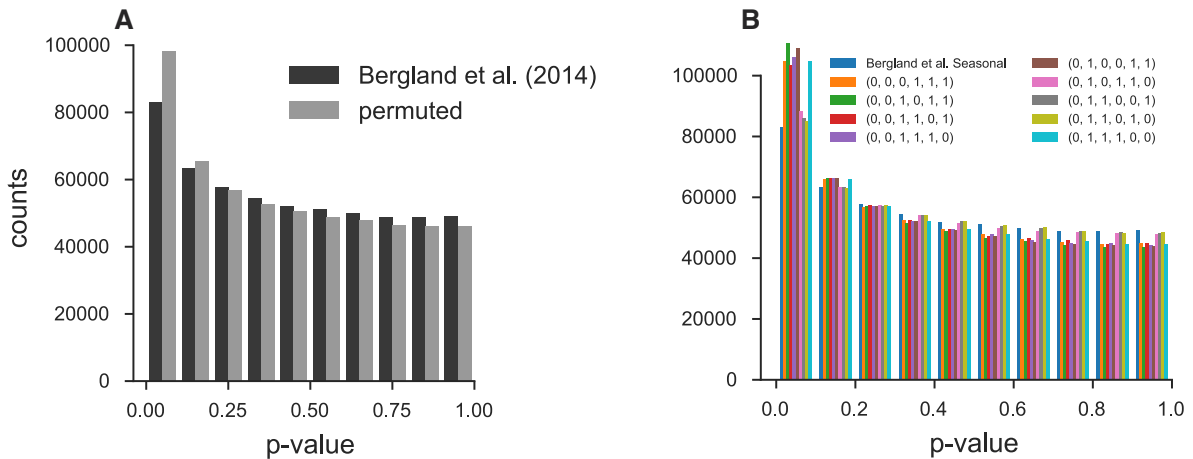 A
100000
80000
60000
40000
20000
0
counts
0.00 0.25 0.50 0.75 1.00
p-value
Bergland et al. (2014)
permuted
B
100000
80000
60000
40000
20000
0
0.0 0.2 0.4 0.6 0.8 1.0
p-value
Bergland et al. Seasonal
(0, 0, 0, 1, 1, 1)
(0, 0, 1, 0, 1, 1)
(0, 0, 1, 1, 0, 1)
(0, 0, 1, 1, 1, 0)
(0, 1, 0, 0, 1, 1)
(0, 1, 0, 1, 1, 0)
(0, 1, 1, 0, 0, 1)
(0, 1, 1, 0, 1, 0)
(0, 1, 1, 1, 0, 0)